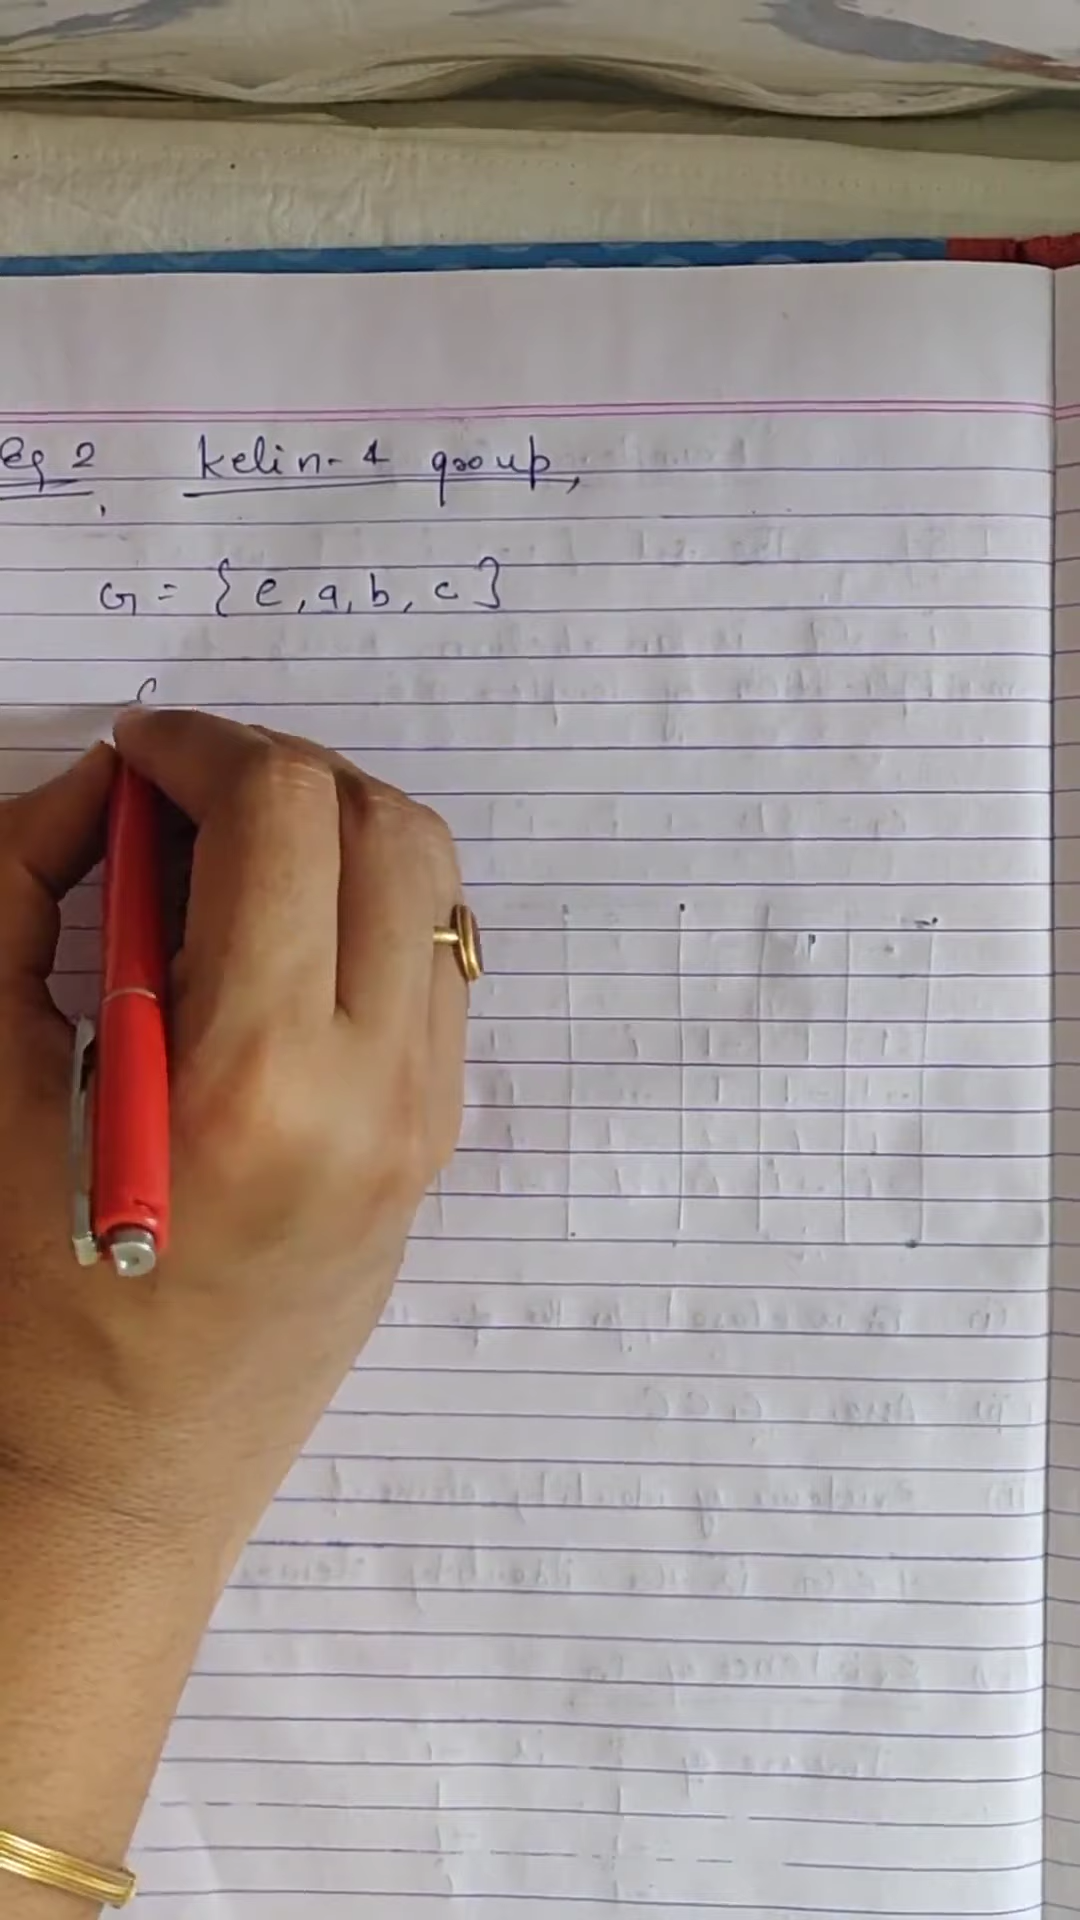 eg 2 kelin-4 group,
G = {e, a, b, c}